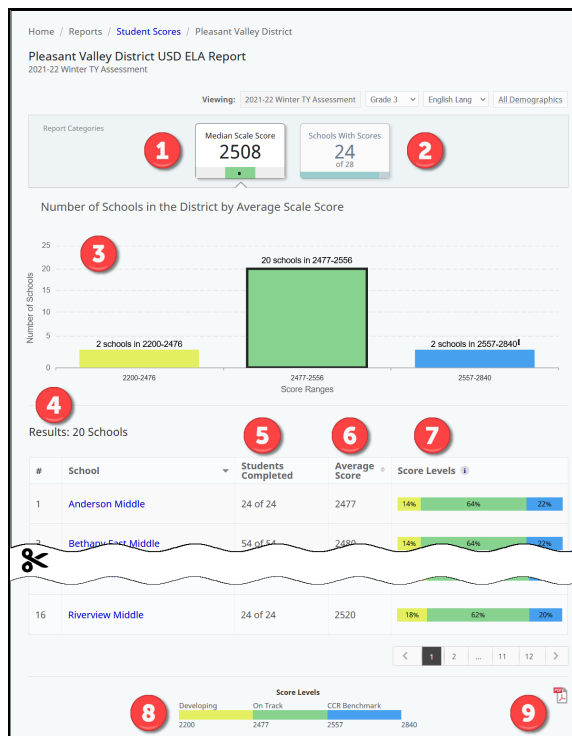 Home / Reports / Student Scores / Pleasant Valley District
Pleasant Valley District USD ELA Report
2021-22 Winter TY Assessment
Viewing: 2021-22 Winter TY Assessment Grade 3 English Lang All Demographics
Report Categories
1
Median Scale Score
2508
Schools With Scores
24
of 28
2
Number of Schools in the District by Average Scale Score
3
Number of Schools
25
20
15
10
5
0
2 schools in 2200-2476
20 schools in 2477-2556
2 schools in 2557-2840
2200-2476 2477-2556 2557-2840
Score Ranges
4
Results: 20 Schools
5 6 7
# School Students Completed Average Score Score Levels i
1 Anderson Middle 24 of 24 2477 14% 64% 22%
Bethany East Middle 54 of 54 2480 14% 64% 22%
16 Riverview Middle 24 of 24 2520 18% 62% 20%
< 1 2 ... 11 12 >
Score Levels
8
Developing On Track CCR Benchmark
2200 2477 2557 2840
9
PDF